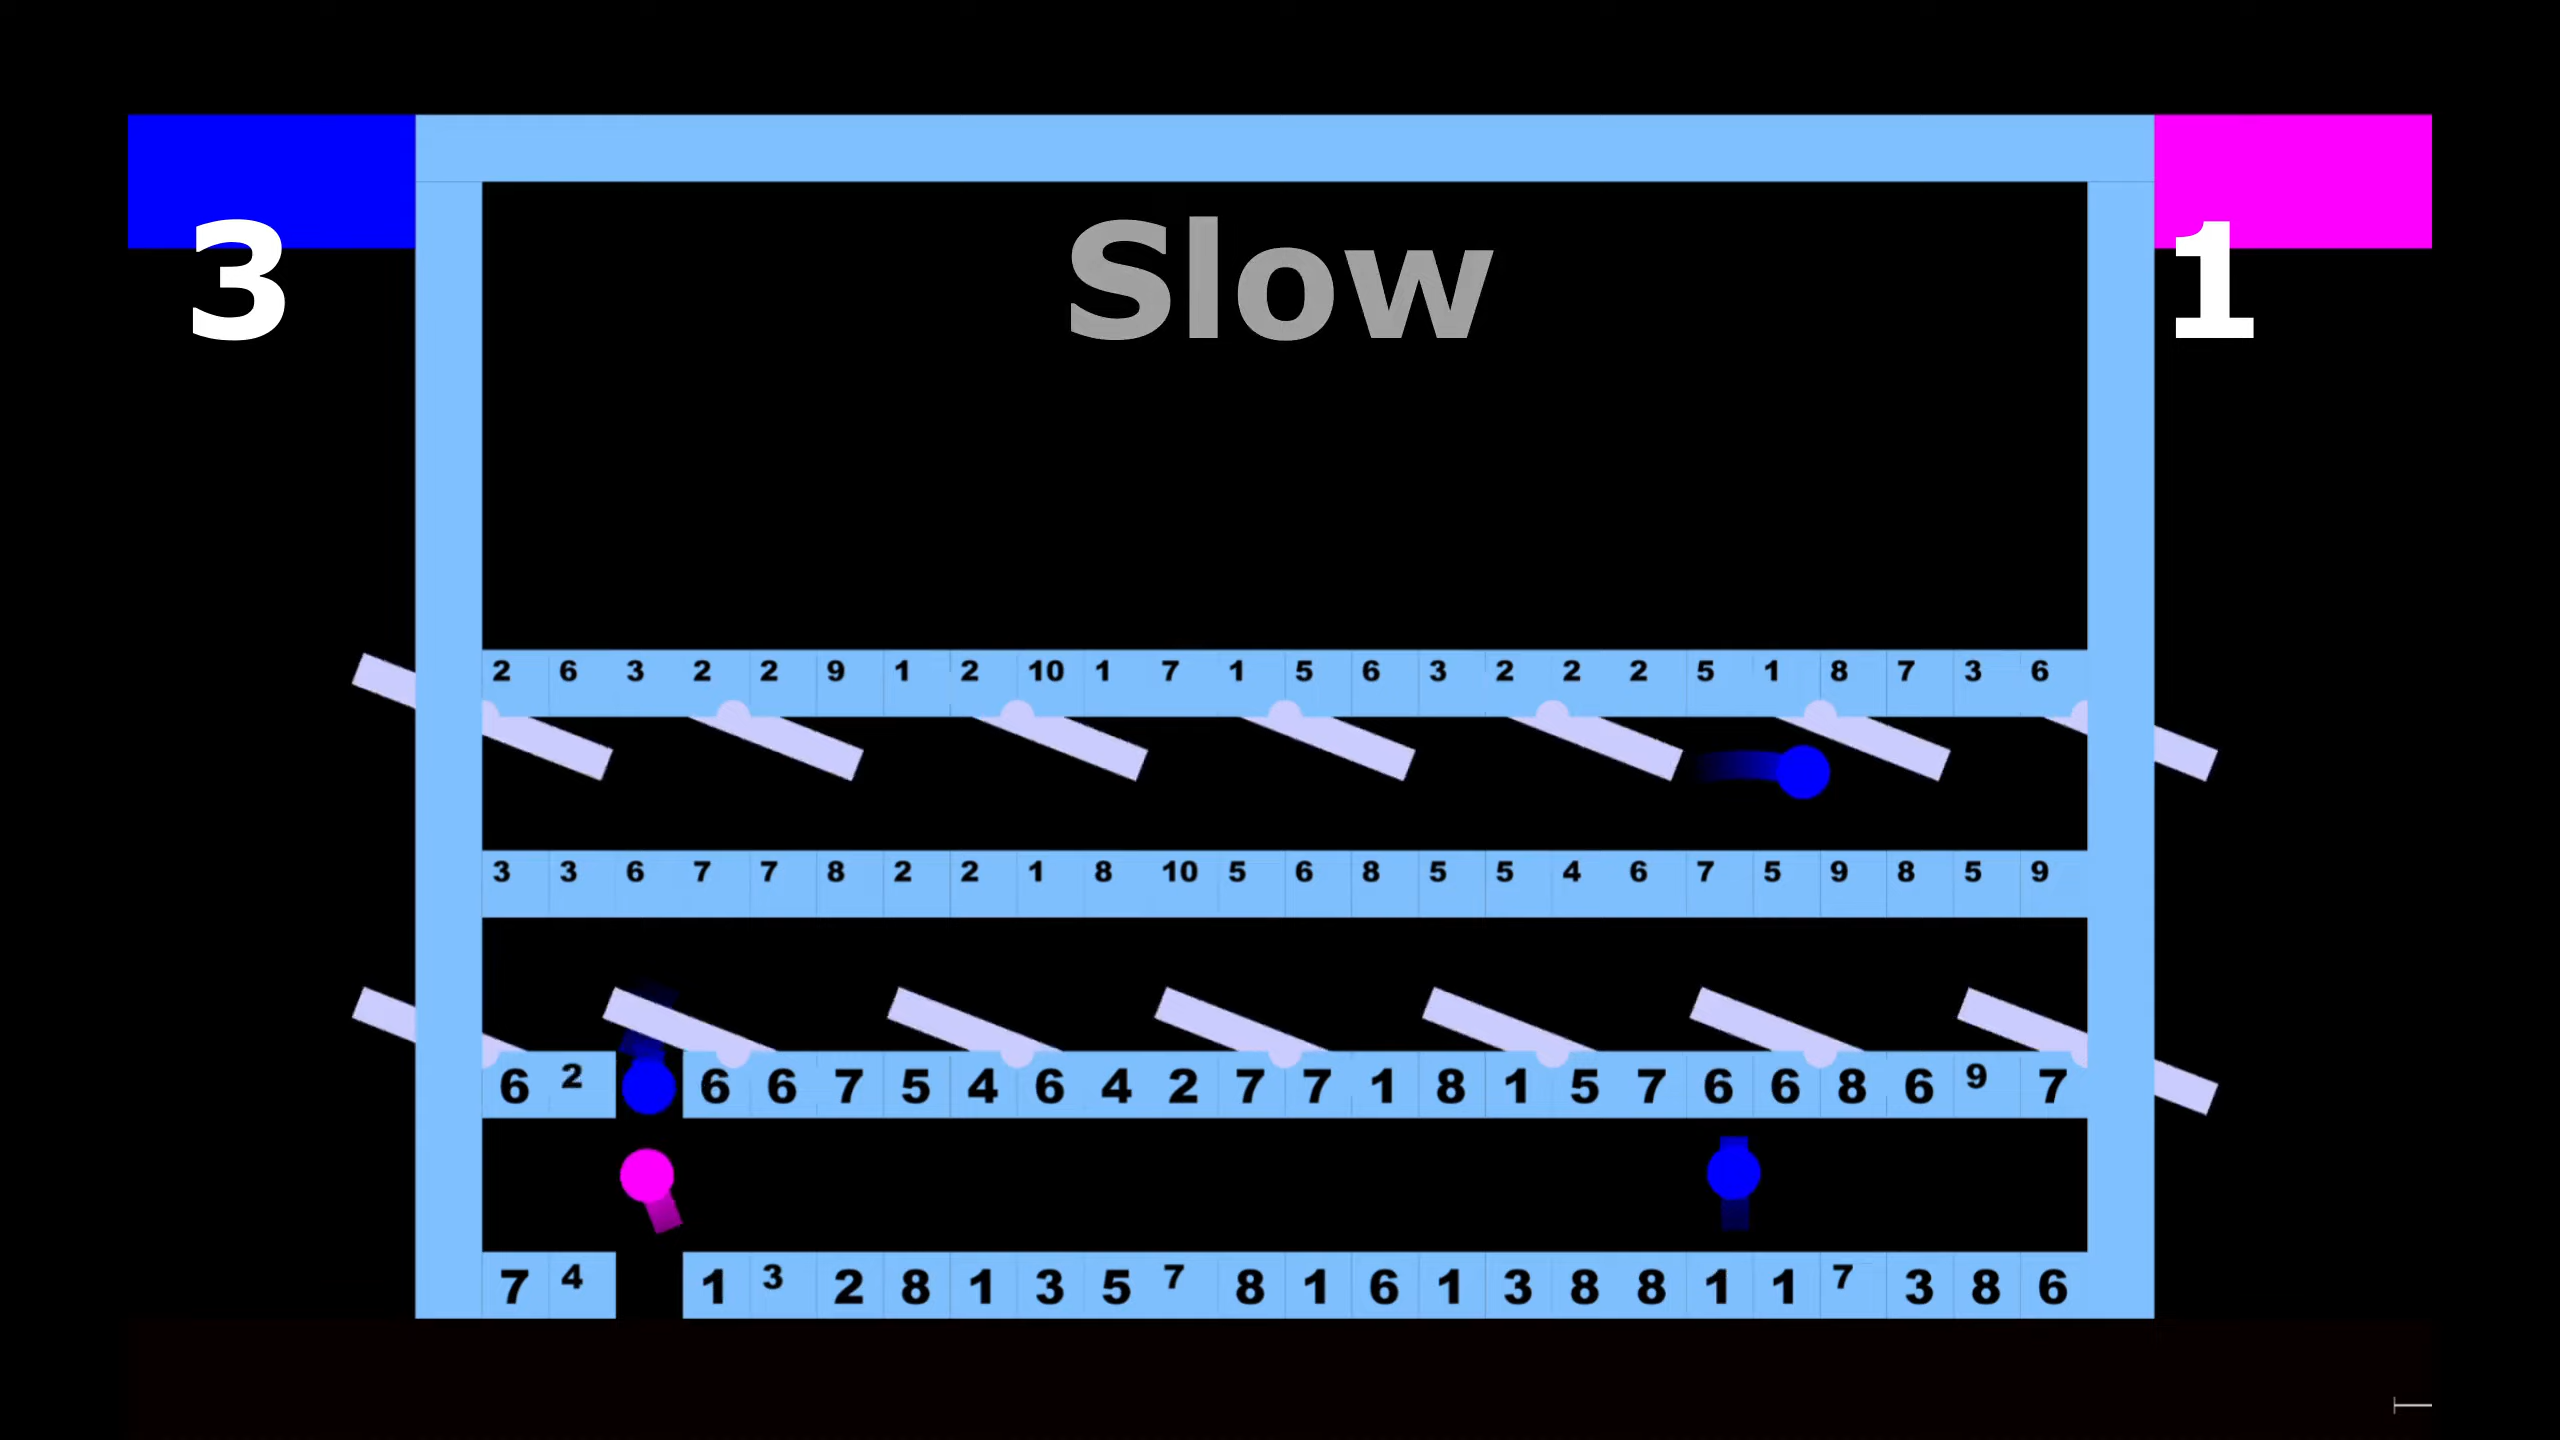 3 Slow 1
2 6 3 2 2 9 1 2 10 1 7 1 5 6 3 2 2 2 5 1 8 7 3 6
3 3 6 7 7 8 2 2 1 8 10 5 6 8 5 5 4 6 7 5 9 8 5 9
6 2 6 6 7 5 4 6 4 2 7 7 1 8 1 5 7 6 6 8 6 9 7
7 4 1 3 2 8 1 3 5 7 8 1 6 1 3 8 8 1 1 7 3 8 6